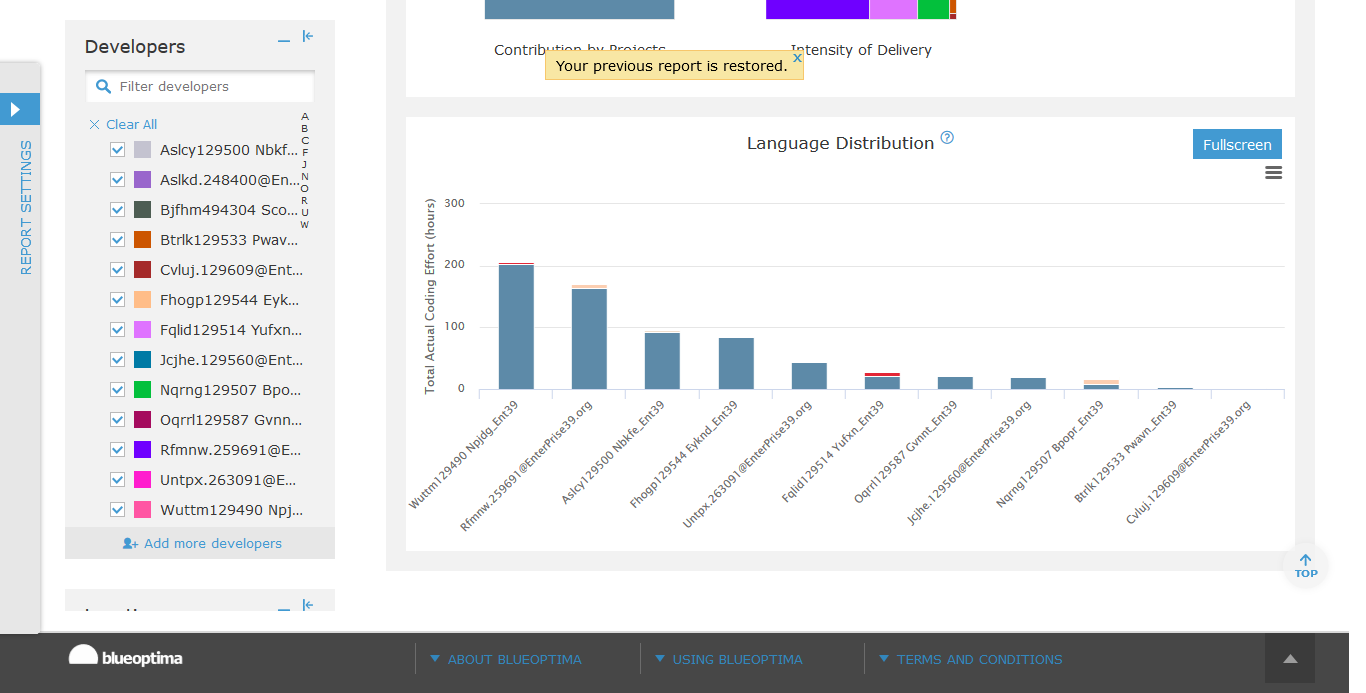 Developers
Filter developers
Clear All
A
B
C
F
J
N
O
R
U
W
Aslcy129500 Nbkf...
Aslkd.248400@En...
Bjfhm494304 Sco...
Btrlk129533 Pwav...
Cvluj.129609@Ent...
Fhogp129544 Eyk...
Fqlid129514 Yufxn...
Jcjhe.129560@Ent...
Nqrng129507 Bpo...
Oqrrl129587 Gvnn...
Rfmnw.259691@E...
Untpx.263091@E...
Wuttm129490 Npj...
Add more developers
REPORT SETTINGS
Contribution by Projects
Intensity of Delivery
Your previous report is restored.
x
Language Distribution ?
Fullscreen
Total Actual Coding Effort (hours)
300
200
100
0
Wuttm129490 Npjdg_Ent39
Rfmnw.259691@EnterPrise39.org
Aslcy129500 Nbkfe_Ent39
Fhogp129544 Eyknd_Ent39
Untpx.263091@EnterPrise39.org
Fqlid129514 Yufxn_Ent39
Oqrrl129587 Gvnnt_Ent39
Jcjhe.129560@EnterPrise39.org
Nqrng129507 Bpopr_Ent39
Btrlk129533 Pwavn_Ent39
Cvluj.129609@EnterPrise39.org
TOP
blueoptima
ABOUT BLUEOPTIMA
USING BLUEOPTIMA
TERMS AND CONDITIONS